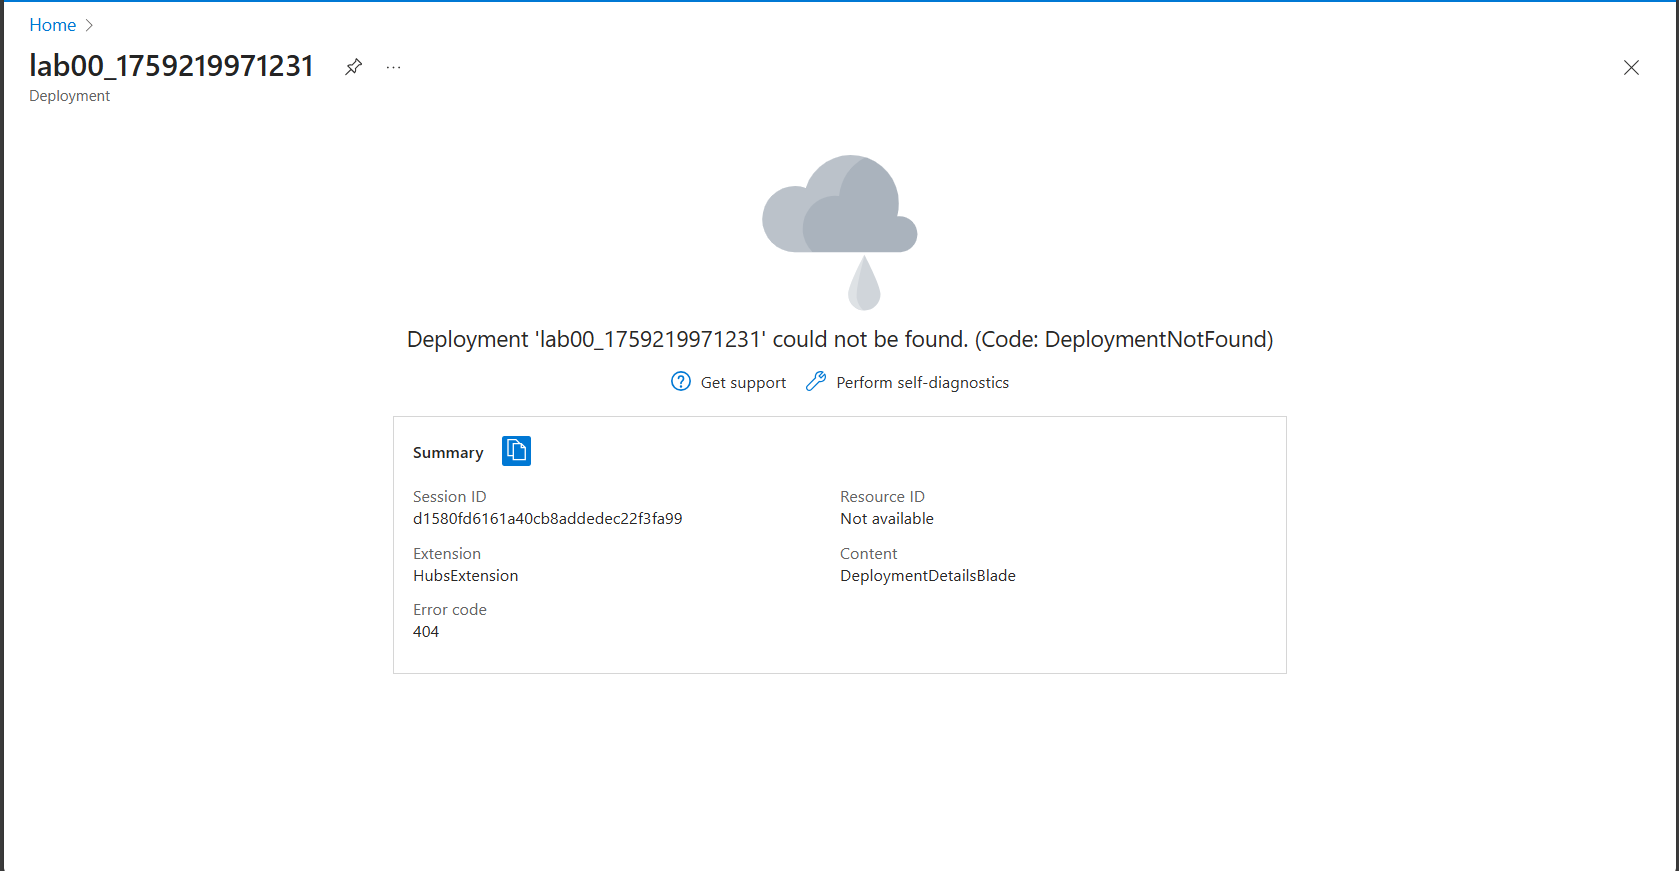 Home
lab00_1759219971231
Deployment
Deployment 'lab00_1759219971231' could not be found. (Code: DeploymentNotFound)
Get support Perform self-diagnostics
Summary
Session ID
d1580fd6161a40cb8addedec22f3fa99
Resource ID
Not available
Extension
HubsExtension
Content
DeploymentDetailsBlade
Error code
404